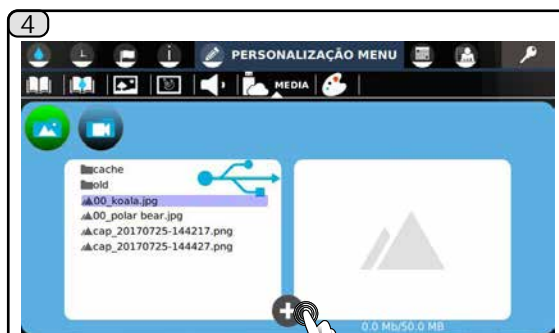 4
PERSONALIZAÇÃO MENU
MEDIA
cache
old
00_koala.jpg
00_polar bear.jpg
cap_20170725-144217.png
cap_20170725-144427.png
0.0 Mb/50.0 MB